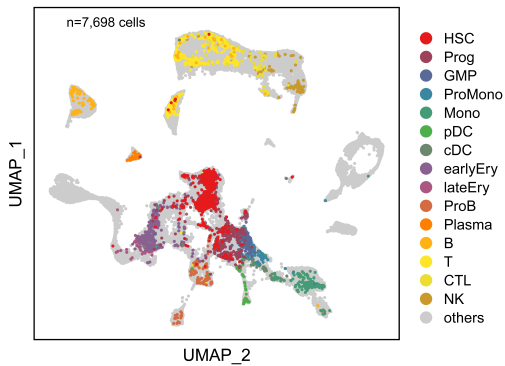 n=7,698 cells
HSC
Prog
GMP
ProMono
Mono
pDC
cDC
earlyEry
lateEry
ProB
Plasma
B
T
CTL
NK
others
UMAP_1
UMAP_2